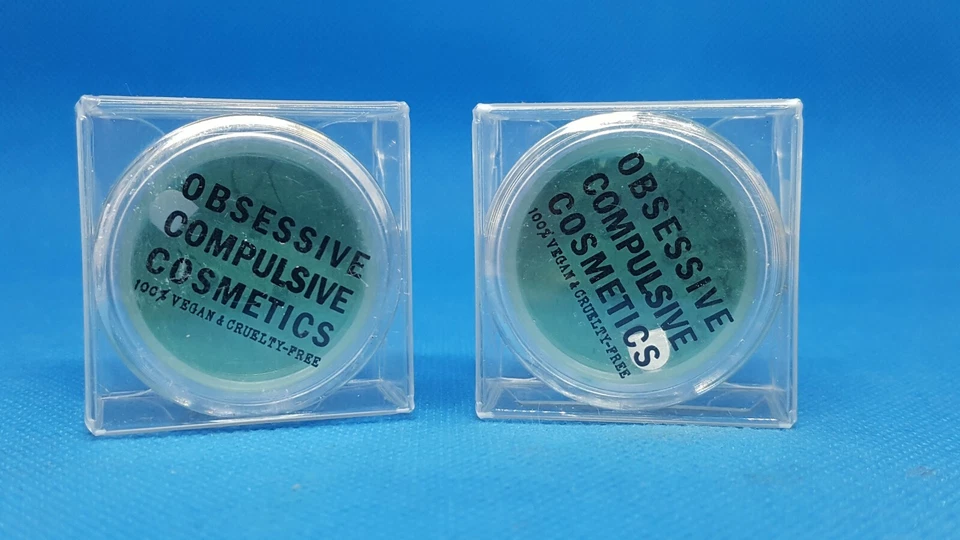 OBSESSIVE
COMPULSIVE
COSMETICS
100% VEGAN & CRUELTY-FREE
OBSESSIVE
COMPULSIVE
COSMETICS
100% VEGAN & CRUELTY-FREE